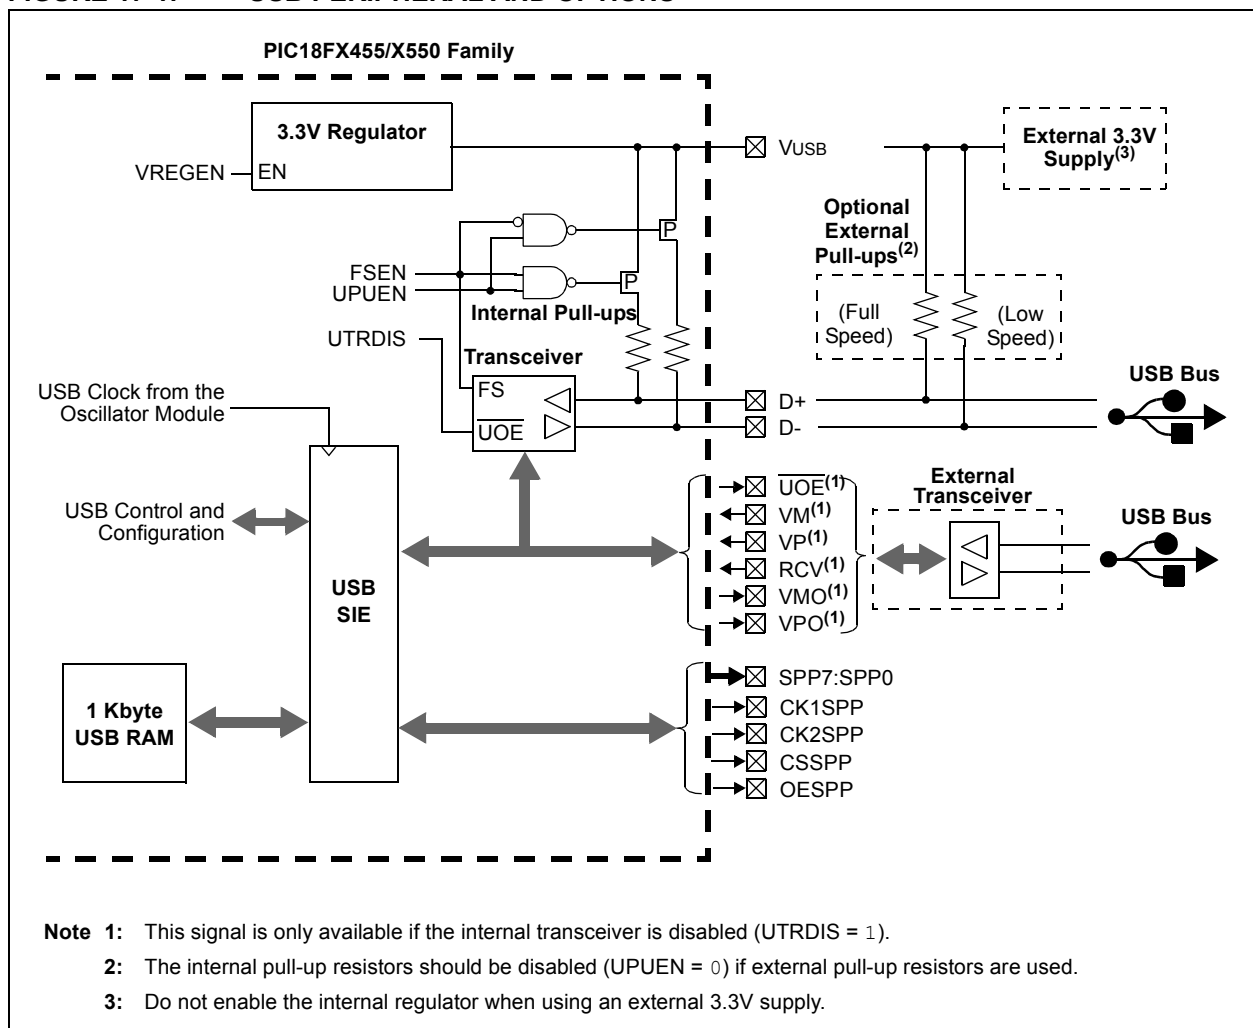 PIC18FX455/X550 Family
3.3V Regulator
EN
VREGEN
VUSB
External 3.3V
Supply(3)
Optional
External
Pull-ups(2)
P
P
FSEN
UPUEN
Internal Pull-ups
(Full
Speed)
(Low
Speed)
UTRDIS
Transceiver
FS
UOE
USB Clock from the
Oscillator Module
D+
D-
USB Bus
USB Control and
Configuration
UOE(1)
VM(1)
VP(1)
RCV(1)
VMO(1)
VPO(1)
External
Transceiver
USB Bus
USB
SIE
1 Kbyte
USB RAM
SPP7:SPP0
CK1SPP
CK2SPP
CSSPP
OESPP
Note 1: This signal is only available if the internal transceiver is disabled (UTRDIS = 1).
2: The internal pull-up resistors should be disabled (UPUEN = 0) if external pull-up resistors are used.
3: Do not enable the internal regulator when using an external 3.3V supply.